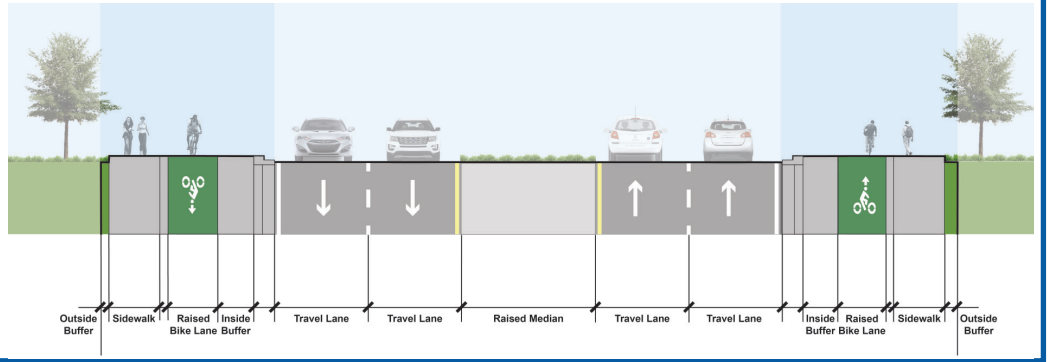 Outside
Buffer
Sidewalk
Raised
Bike Lane
Inside
Buffer
Travel Lane
Travel Lane
Raised Median
Travel Lane
Travel Lane
Inside
Buffer
Raised
Bike Lane
Sidewalk
Outside
Buffer